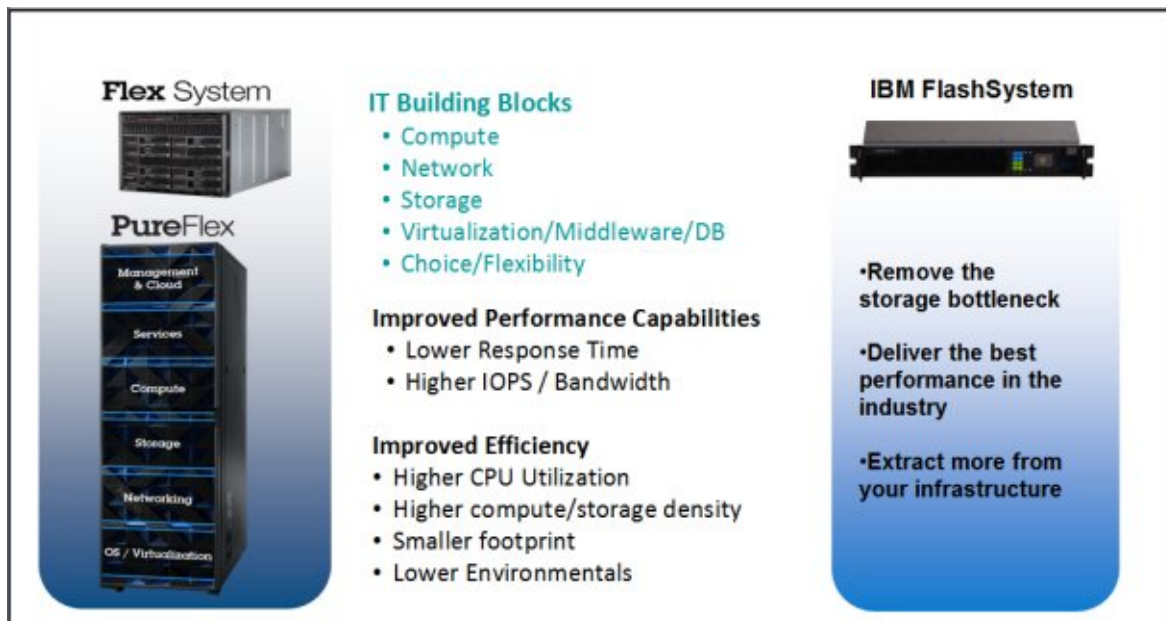 Flex System
PureFlex
Management
& Cloud
Services
Compute
Storage
Networking
OS / Virtualization
IT Building Blocks
• Compute
• Network
• Storage
• Virtualization/Middleware/DB
• Choice/Flexibility
Improved Performance Capabilities
• Lower Response Time
• Higher IOPS / Bandwidth
Improved Efficiency
• Higher CPU Utilization
• Higher compute/storage density
• Smaller footprint
• Lower Environmentals
IBM FlashSystem
•Remove the
storage bottleneck
•Deliver the best
performance in the
industry
•Extract more from
your infrastructure